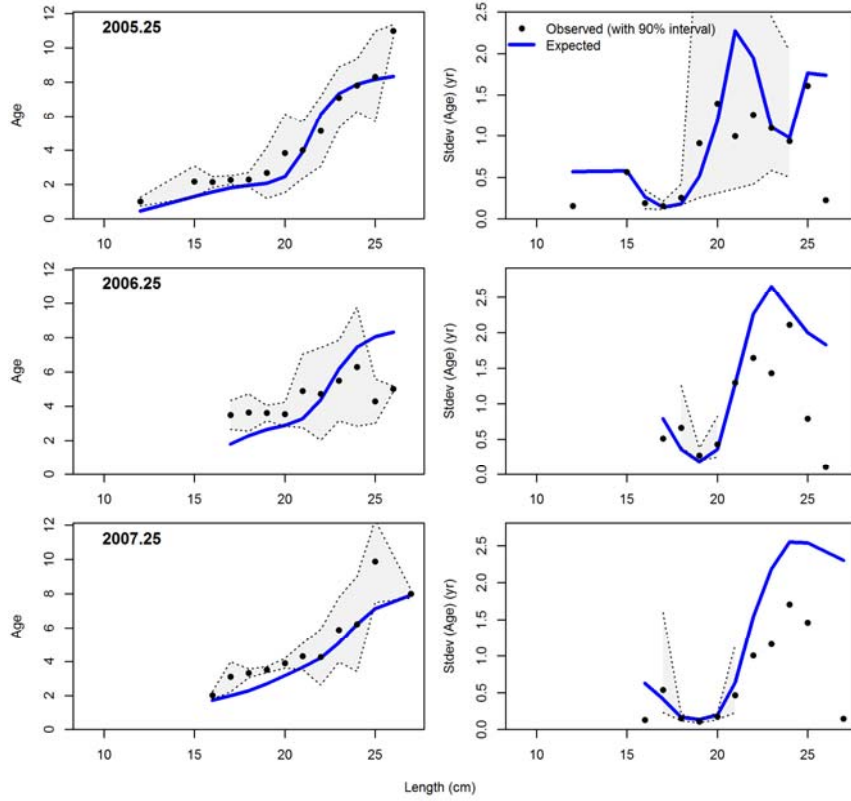 2005.25
Age
0 2 4 6 8 10 12
10 15 20 25
Observed (with 90% interval)
Expected
Stdev (Age) (yr)
0.0 0.5 1.0 1.5 2.0 2.5
10 15 20 25
2006.25
Age
0 2 4 6 8 10 12
10 15 20 25
Stdev (Age) (yr)
0.0 0.5 1.0 1.5 2.0 2.5
10 15 20 25
2007.25
Age
0 2 4 6 8 10 12
10 15 20 25
Stdev (Age) (yr)
0.0 0.5 1.0 1.5 2.0 2.5
10 15 20 25
Length (cm)